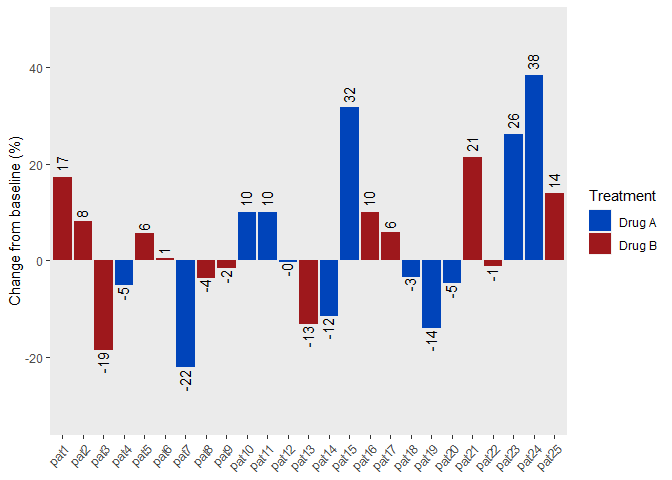 Change from baseline (%)
40
20
0
-20
17
8
-19
-5
6
1
-22
-4
-2
10
10
-0
-13
-12
32
10
6
-3
-14
-5
21
-1
26
38
14
pat1
pat2
pat3
pat4
pat5
pat6
pat7
pat8
pat9
pat10
pat11
pat12
pat13
pat14
pat15
pat16
pat17
pat18
pat19
pat20
pat21
pat22
pat23
pat24
pat25
Treatment
Drug A
Drug B